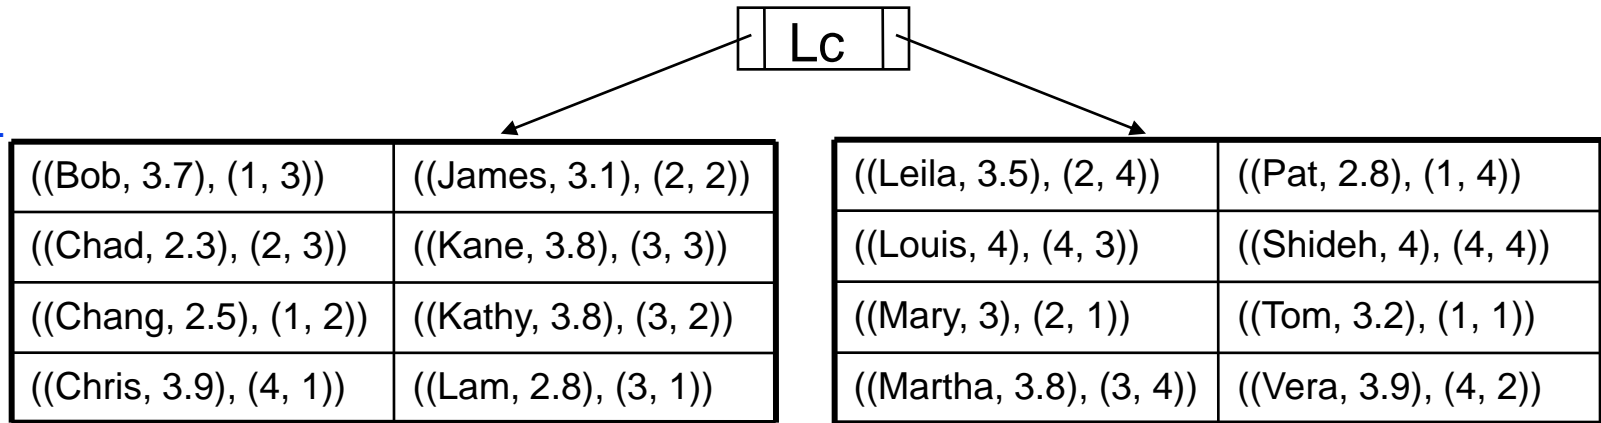 Lc
((Bob, 3.7), (1, 3)) ((James, 3.1), (2, 2)) ((Leila, 3.5), (2, 4)) ((Pat, 2.8), (1, 4))
((Chad, 2.3), (2, 3)) ((Kane, 3.8), (3, 3)) ((Louis, 4), (4, 3)) ((Shideh, 4), (4, 4))
((Chang, 2.5), (1, 2)) ((Kathy, 3.8), (3, 2)) ((Mary, 3), (2, 1)) ((Tom, 3.2), (1, 1))
((Chris, 3.9), (4, 1)) ((Lam, 2.8), (3, 1)) ((Martha, 3.8), (3, 4)) ((Vera, 3.9), (4, 2))